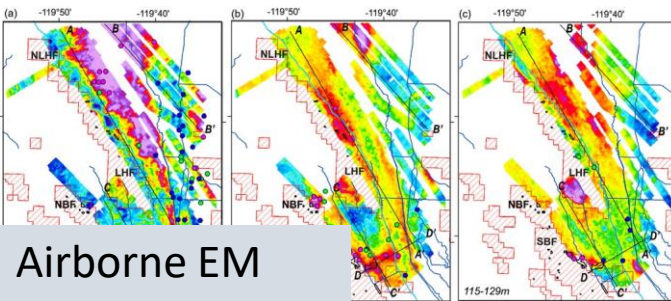 (a) -119°50' -119°40'
A B
NLHF
B'
LHF
C
NBF
(b) -119°50' -119°40'
A B
NLHF
B'
LHF
C
NBF
D'
A'
D
C'
(c) -119°50' -119°40'
A B
NLHF
B'
LHF
C
NBF
D'
SBF
A'
D
C'
115-129m
Airborne EM